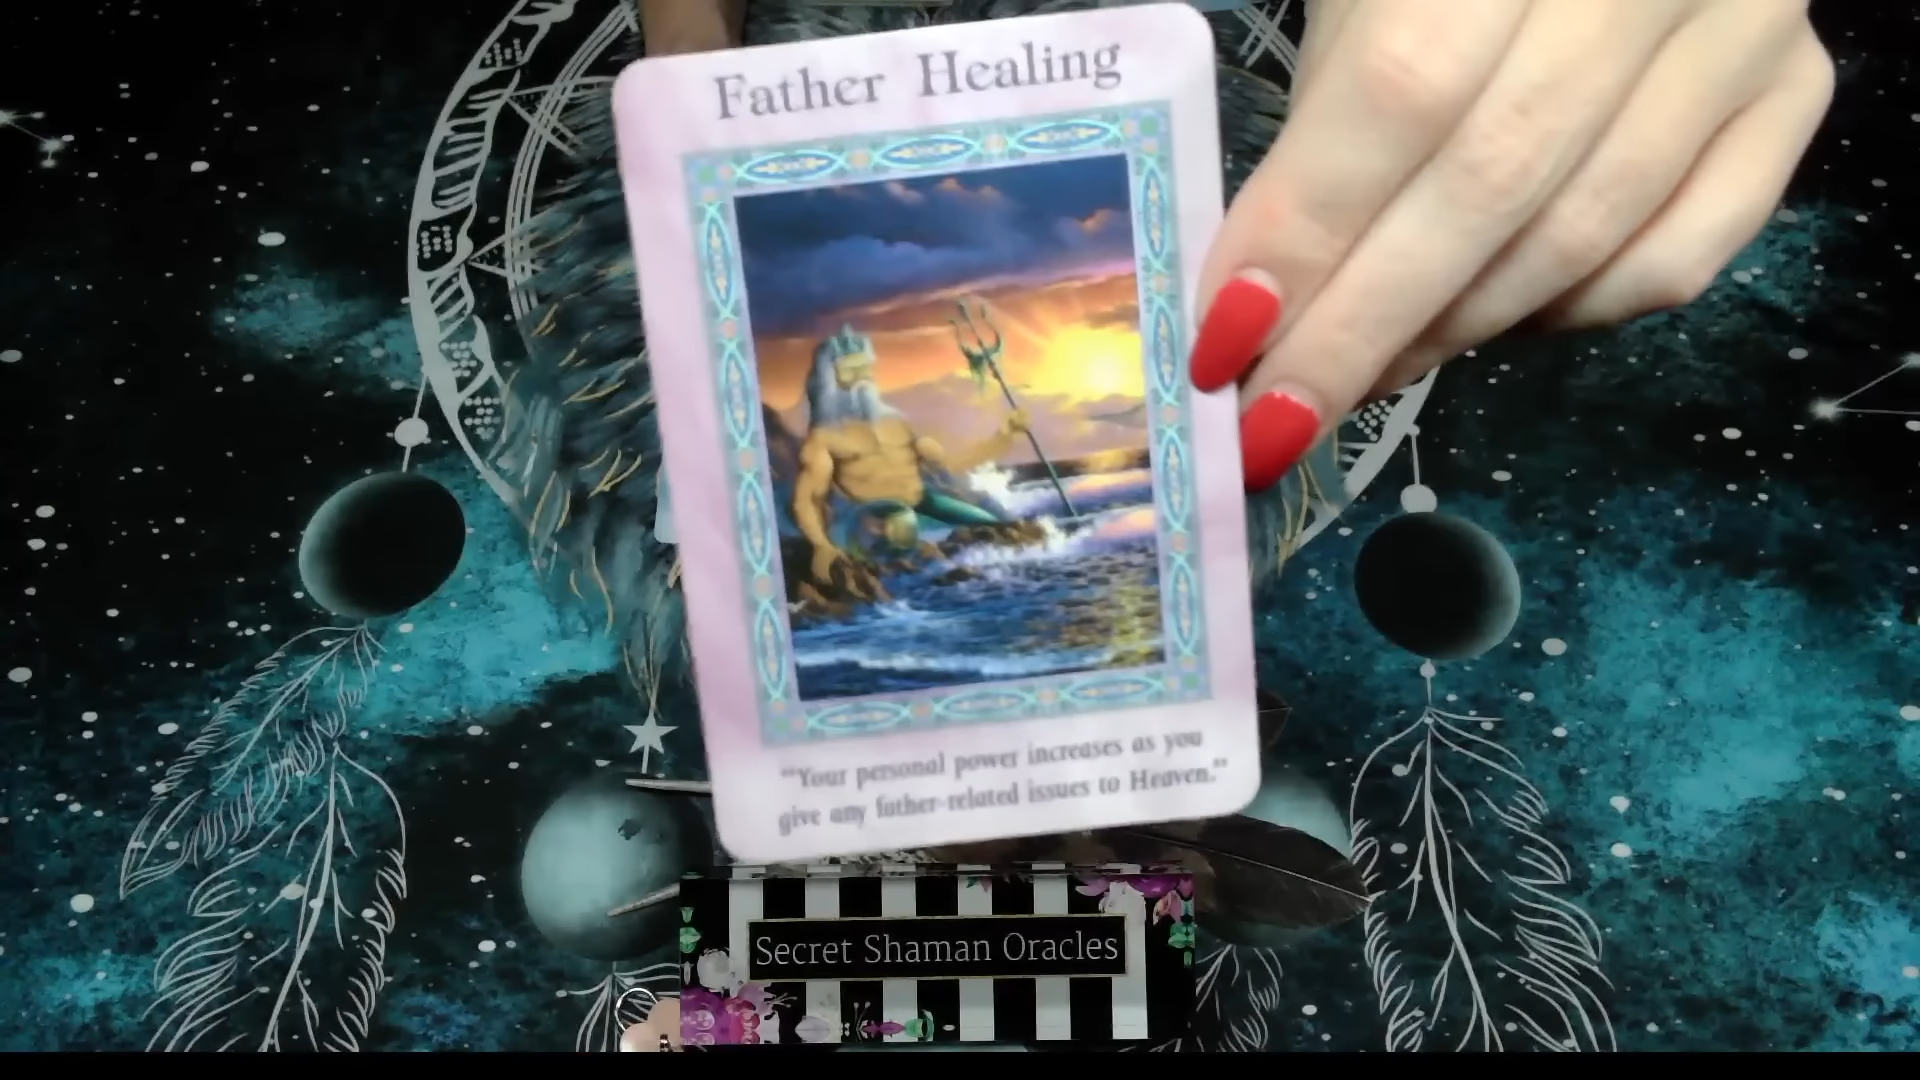 Father Healing
"Your personal power increases as you
give any father-related issues to Heaven."
Secret Shaman Oracles